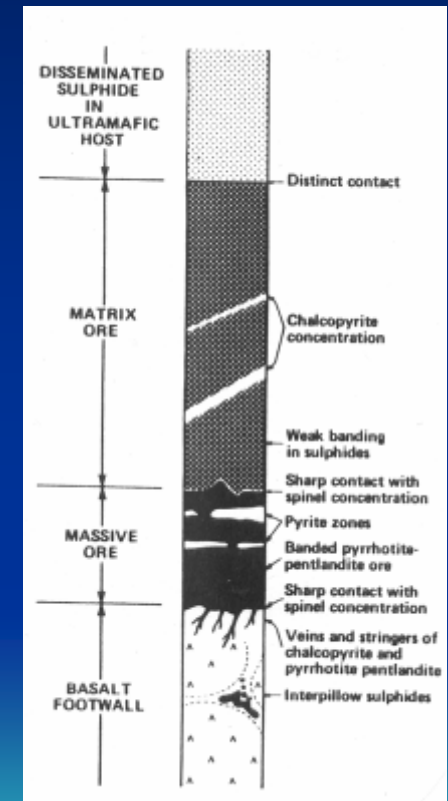 DISSEMINATED
SULPHIDE
IN
ULTRAMAFIC
HOST
Distinct contact
MATRIX
ORE
Chalcopyrite
concentration
Weak banding
in sulphides
Sharp contact with
spinel concentration
MASSIVE
ORE
Pyrite zones
Banded pyrrhotite-
pentlandite ore
Sharp contact with
spinel concentration
BASALT
FOOTWALL
Veins and stringers of
chalcopyrite and
pyrrhotite pentlandite
Interpillow sulphides